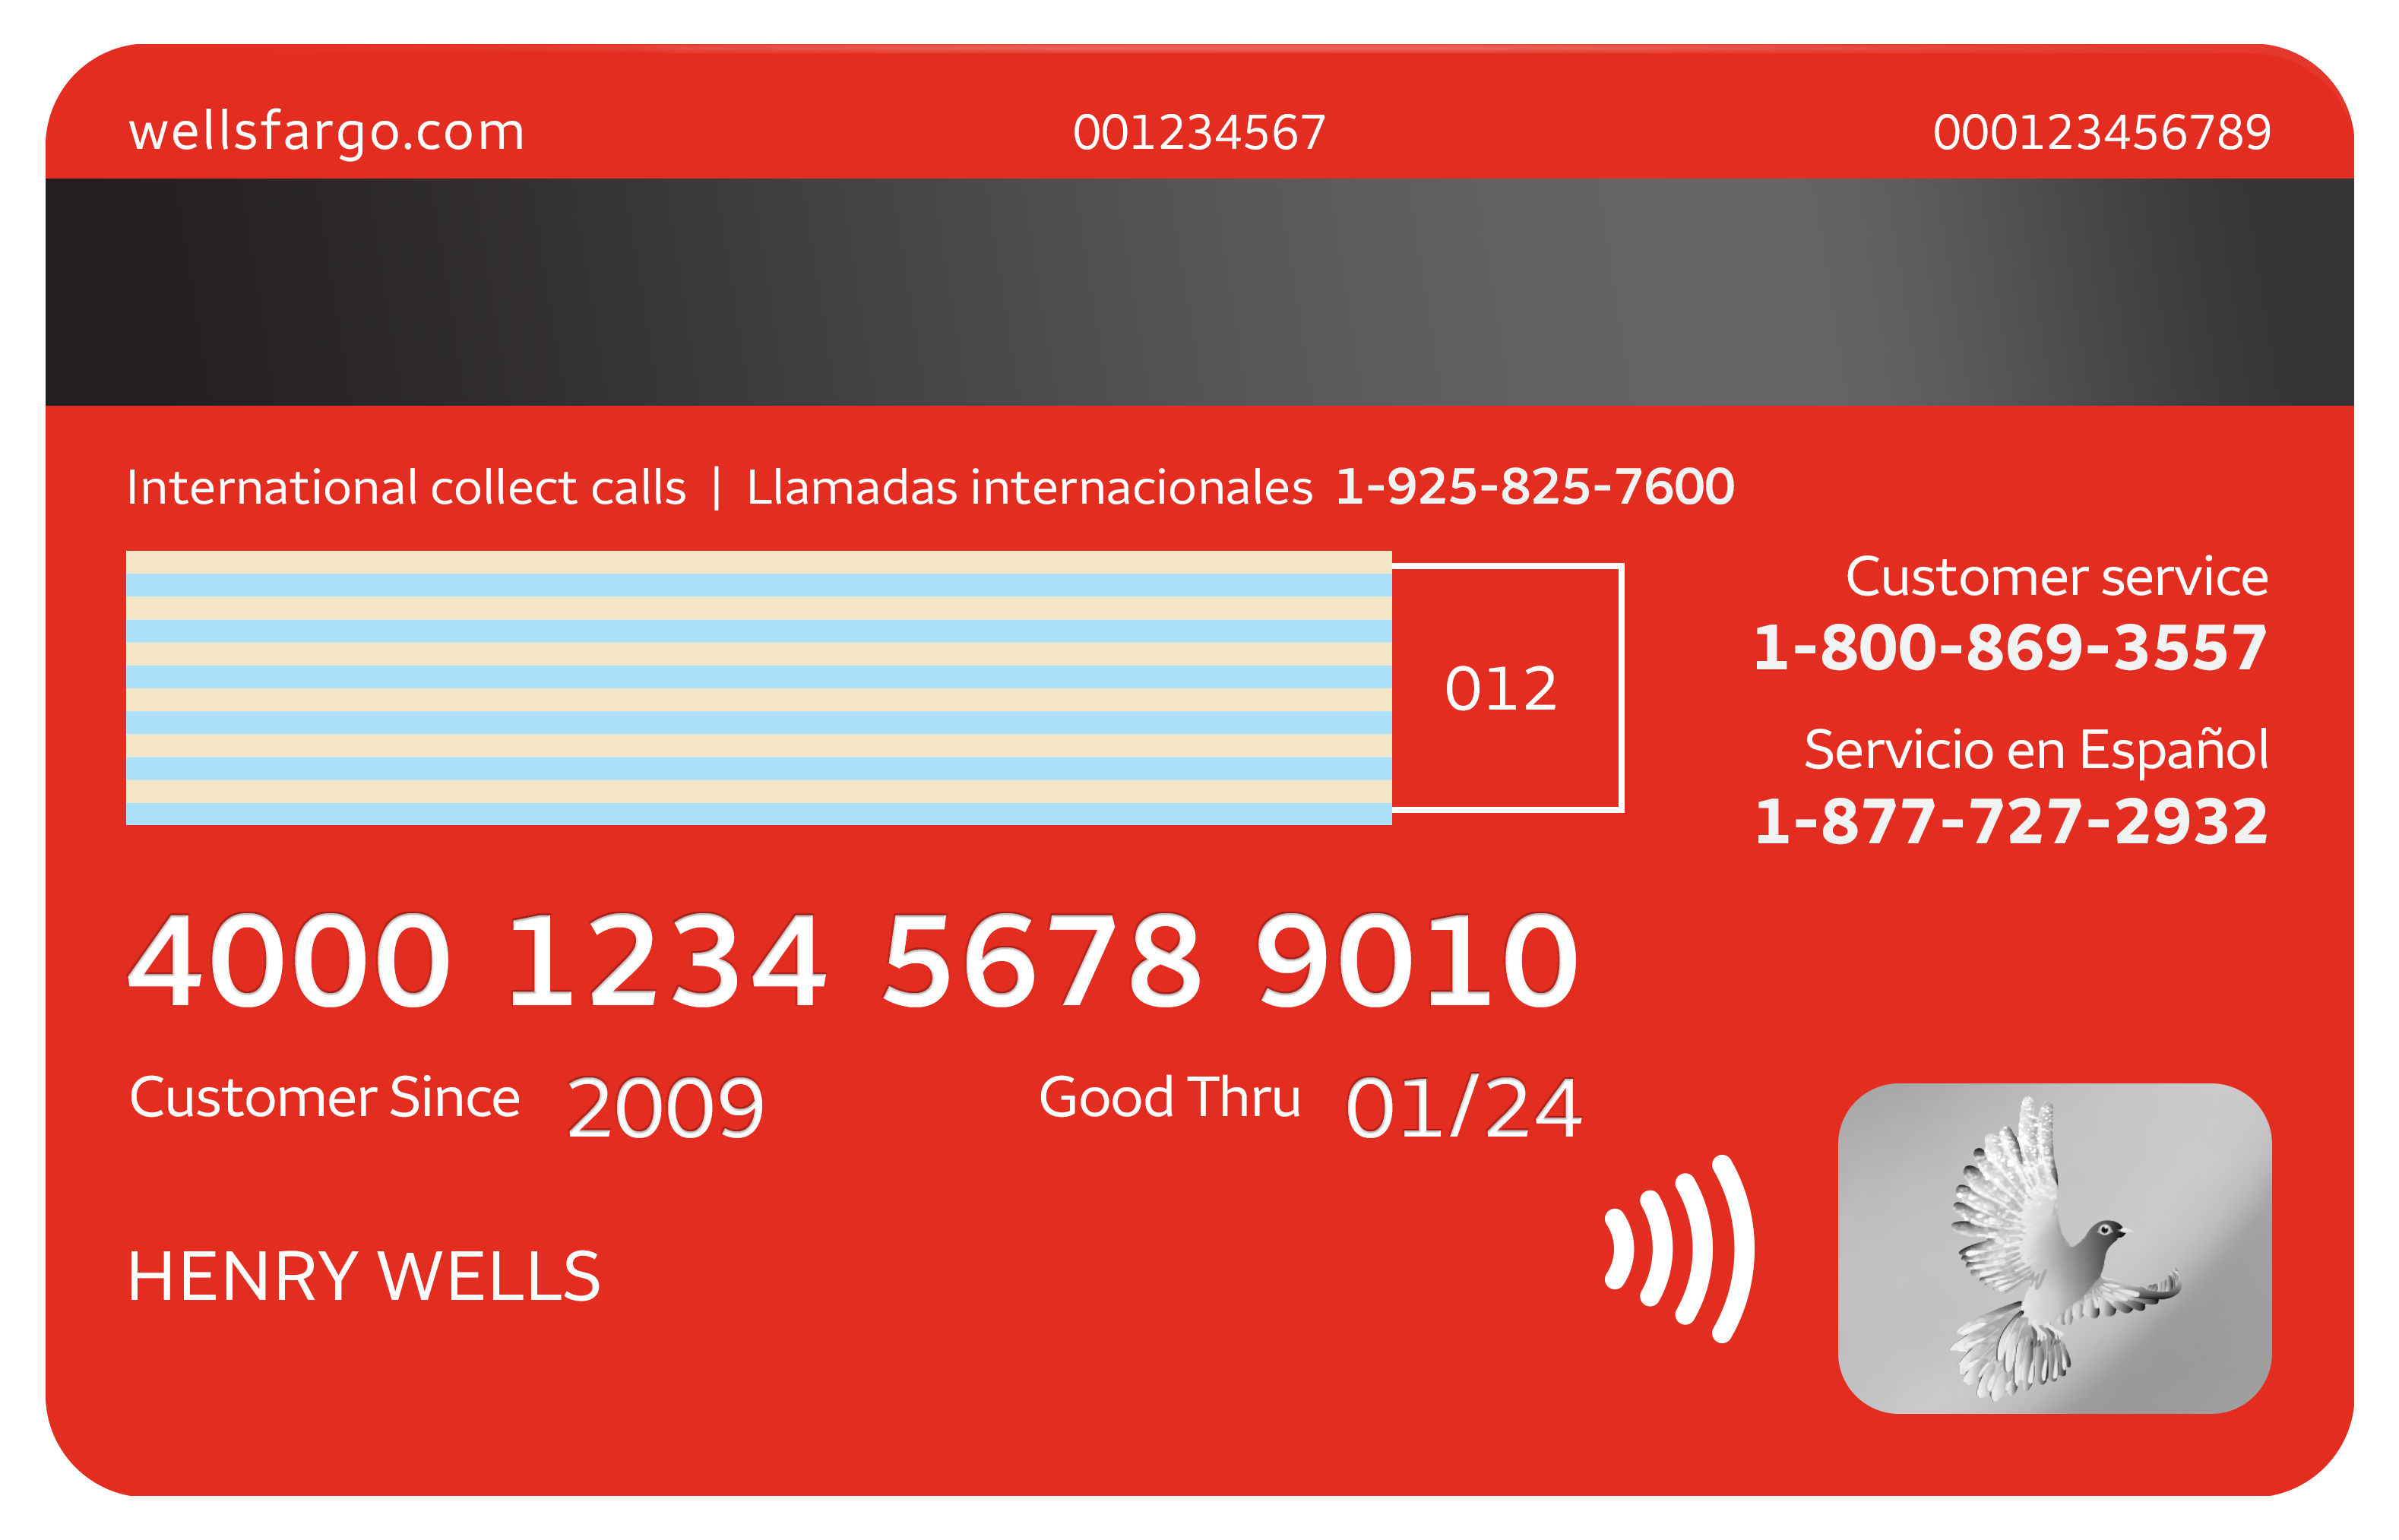 wellsfargo.com 001234567 000123456789
International collect calls | Llamadas internacionales 1-925-825-7600
Customer service
1-800-869-3557
012
Servicio en Español
1-877-727-2932
4000 1234 5678 9010
Customer Since 2009 Good Thru 01/24
HENRY WELLS